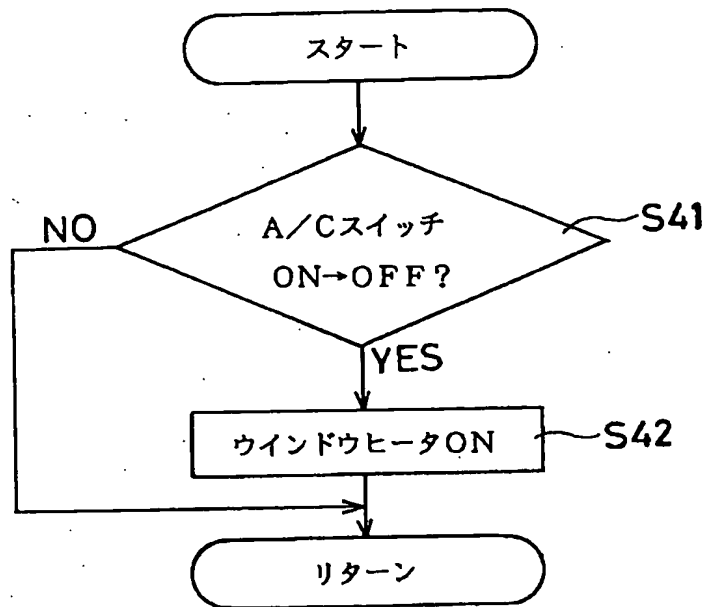 スタート
A/Cスイッチ
ON→OFF?
S41
NO
YES
ウインドウヒータON
S42
リターン